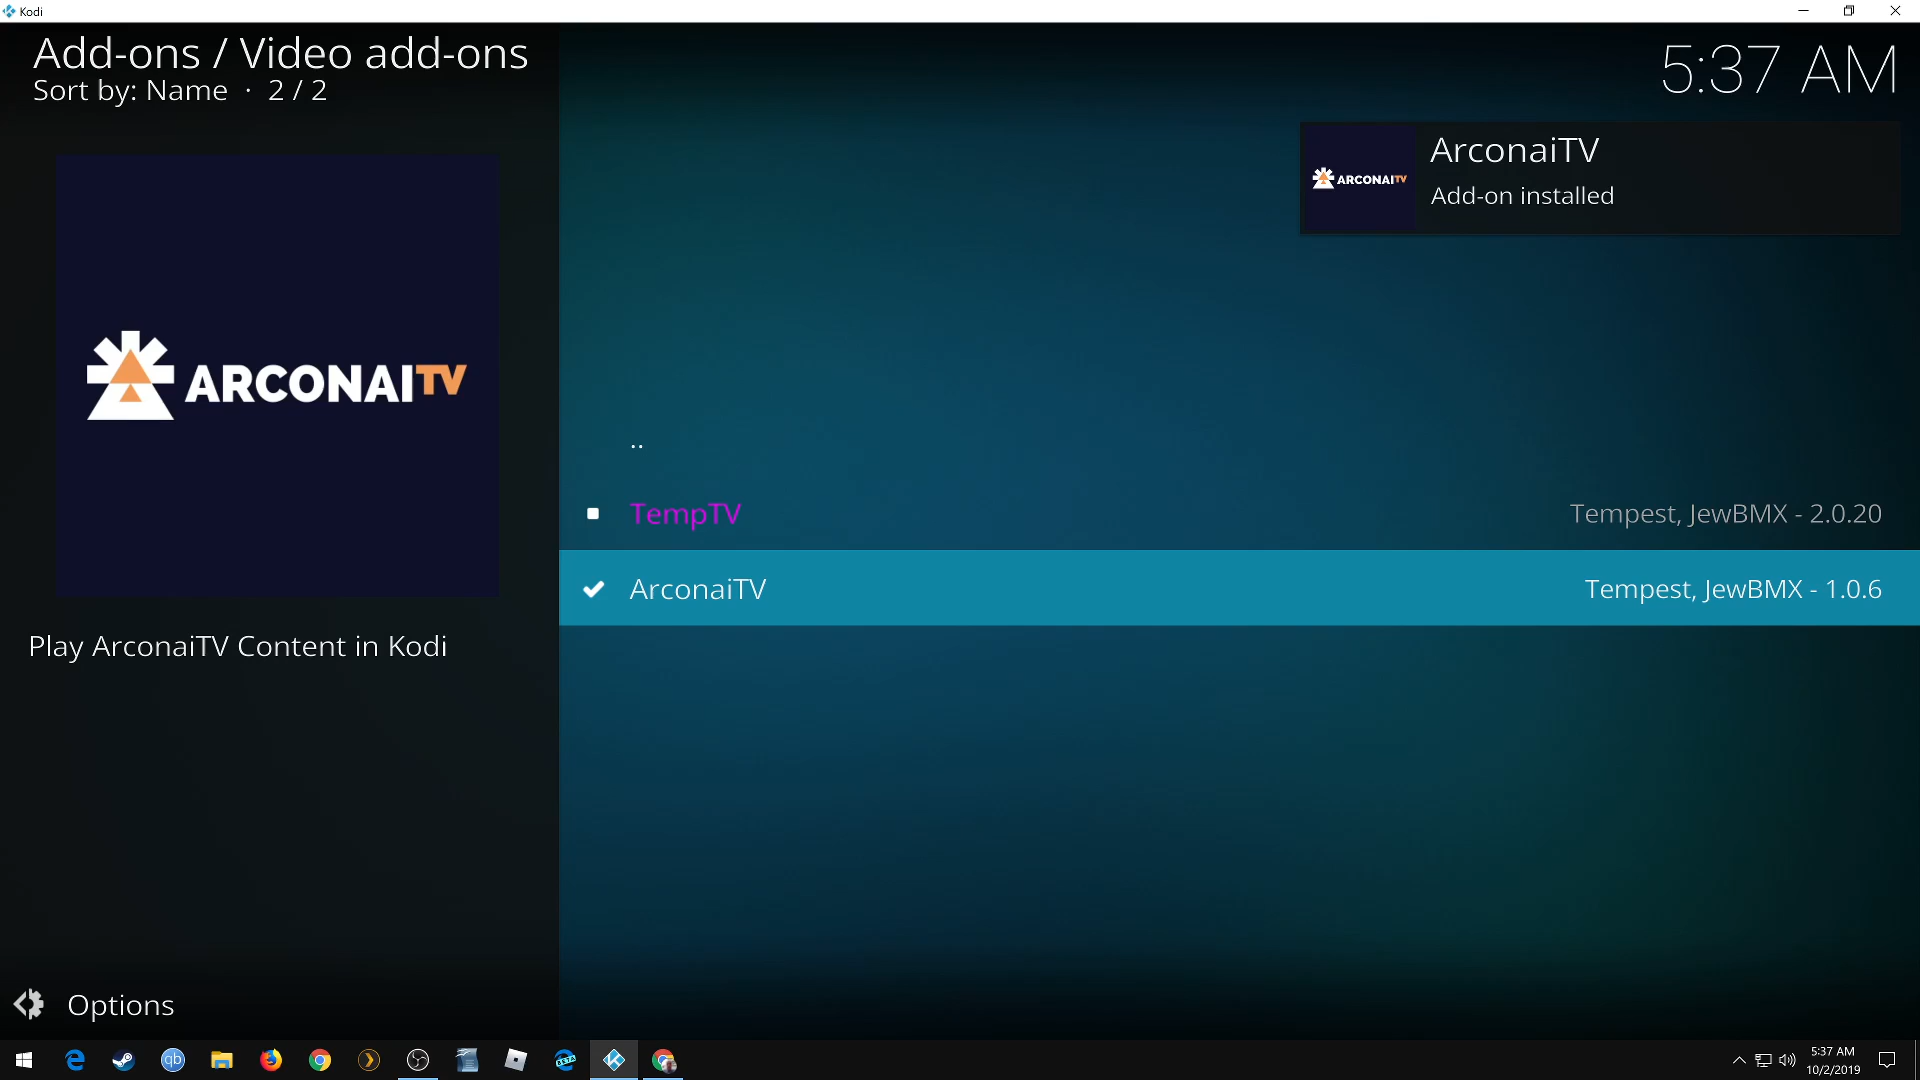 Kodi
Add-ons / Video add-ons
Sort by: Name · 2 / 2
5:37 AM
ArconaiTV
Add-on installed
ARCONAITV
ARCONAITV
..
TempTV Tempest, JewBMX - 2.0.20
ArconaiTV Tempest, JewBMX - 1.0.6
Play ArconaiTV Content in Kodi
Options
qb
BETA
5:37 AM
10/2/2019